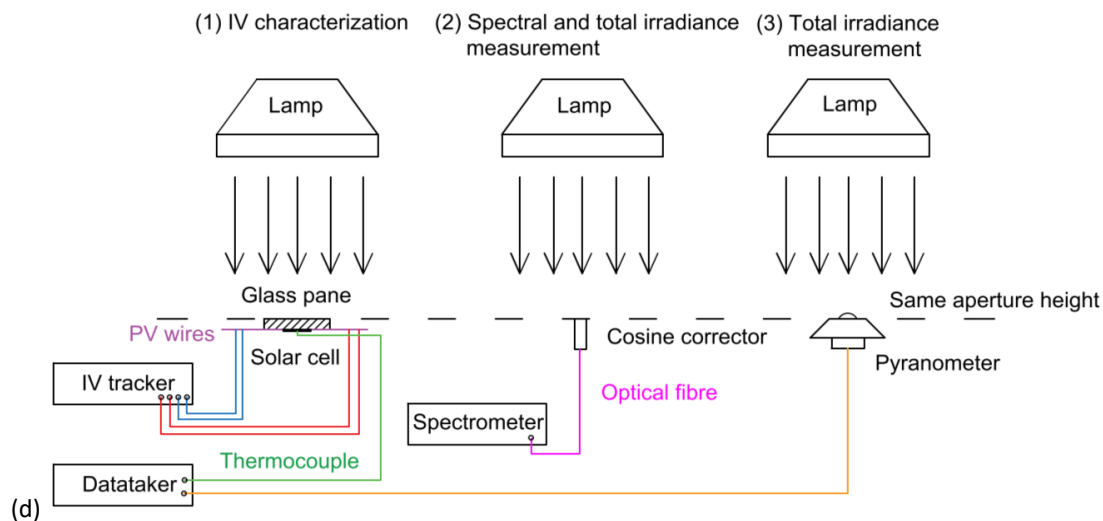 (1) IV characterization
(2) Spectral and total irradiance
measurement
(3) Total irradiance
measurement
Lamp
Lamp
Lamp
Glass pane
Same aperture height
PV wires
Solar cell
Cosine corrector
Pyranometer
IV tracker
Optical fibre
Spectrometer
Thermocouple
Datataker
(d)